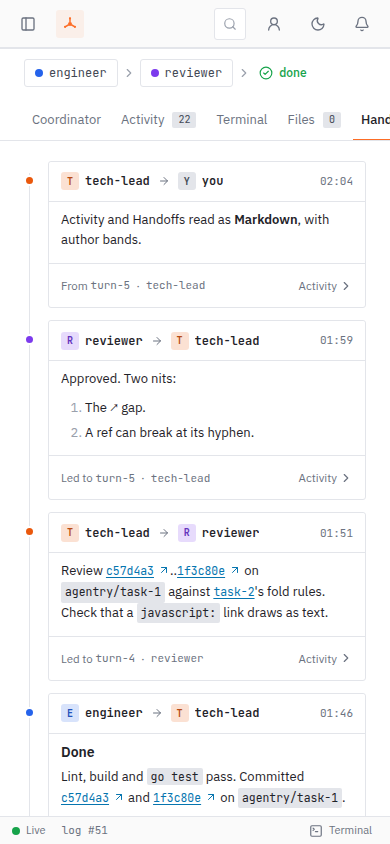 engineer > reviewer > done
Coordinator Activity 22 Terminal Files 0 Hand
T tech-lead → Y you 02:04
Activity and Handoffs read as Markdown, with
author bands.
From turn-5 · tech-lead Activity >
R reviewer → T tech-lead 01:59
Approved. Two nits:
1. The ↗ gap.
2. A ref can break at its hyphen.
Led to turn-5 · tech-lead Activity >
T tech-lead → R reviewer 01:51
Review c57d4a3 ↗..1f3c80e ↗ on
agentry/task-1 against task-2's fold rules.
Check that a javascript: link draws as text.
Led to turn-4 · reviewer Activity >
E engineer → T tech-lead 01:46
Done
Lint, build and go test pass. Committed
c57d4a3 ↗ and 1f3c80e ↗ on agentry/task-1.
Live log #51 Terminal